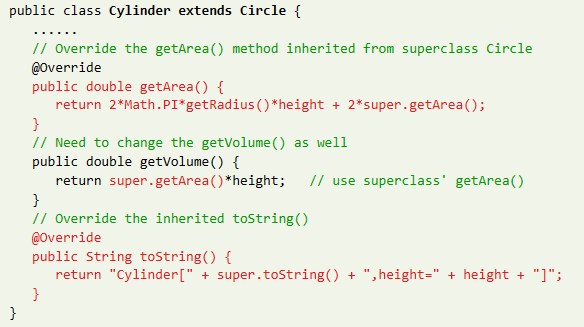 public class Cylinder extends Circle {
   ......
   // Override the getArea() method inherited from superclass Circle
   @Override
   public double getArea() {
      return 2*Math.PI*getRadius()*height + 2*super.getArea();
   }
   // Need to change the getVolume() as well
   public double getVolume() {
      return super.getArea()*height;   // use superclass' getArea()
   }
   // Override the inherited toString()
   @Override
   public String toString() {
      return "Cylinder[" + super.toString() + ",height=" + height + "]";
   }
}